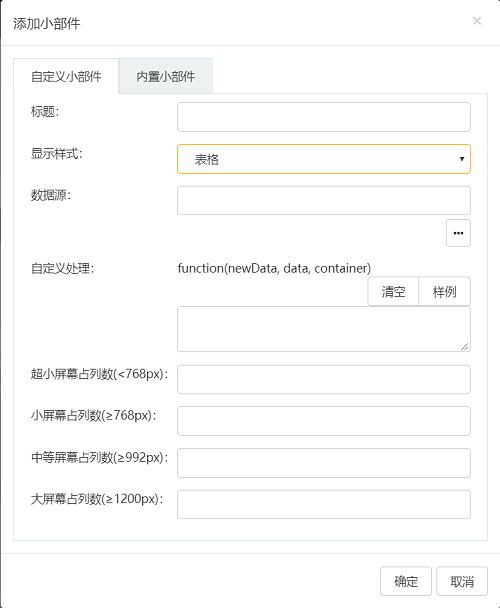 添加小部件 ×
自定义小部件 内置小部件
标题：
显示样式： 表格
数据源：
•••
自定义处理： function(newData, data, container)
清空 样例
超小屏幕占列数(<768px)：
小屏幕占列数(≥768px)：
中等屏幕占列数(≥992px)：
大屏幕占列数(≥1200px)：
确定 取消